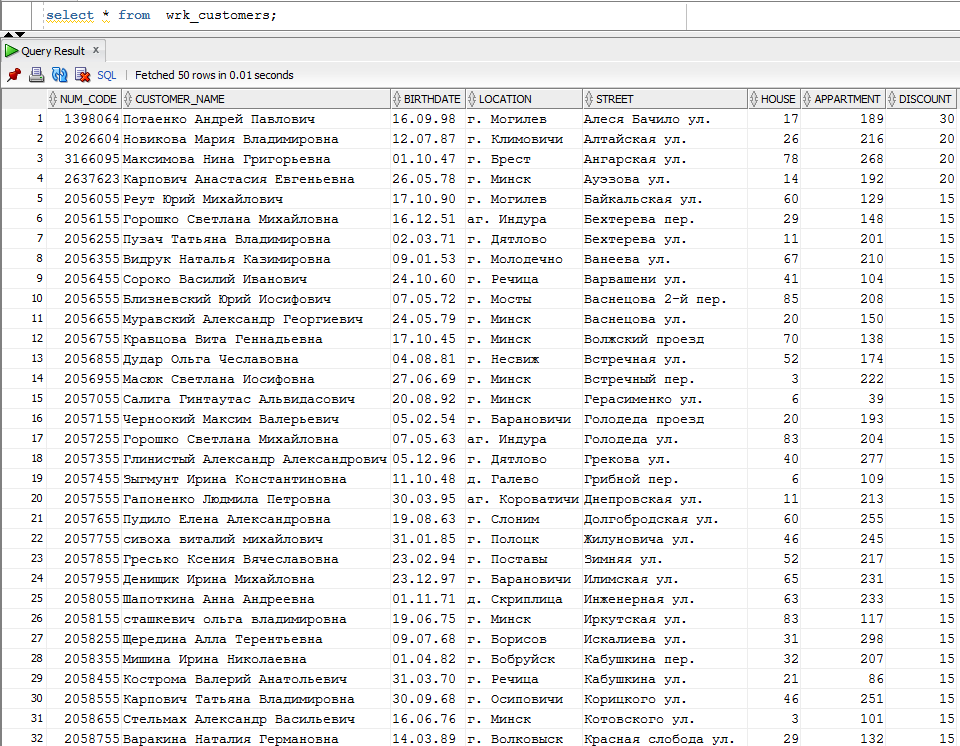 select * from wrk_customers;
Query Result x
SQL | Fetched 50 rows in 0.01 seconds
NUM_CODE CUSTOMER_NAME BIRTHDATE LOCATION STREET HOUSE APPARTMENT DISCOUNT
1 1398064 Потаенко Андрей Павлович 16.09.98 г. Могилев Алеся Бачило ул. 17 189 30
2 2026604 Новикова Мария Владимировна 12.07.87 г. Климовичи Алтайская ул. 26 216 20
3 3166095 Максимова Нина Григорьевна 01.10.47 г. Брест Ангарская ул. 78 268 20
4 2637623 Карпович Анастасия Евгеньевна 26.05.78 г. Минск Ауэзова ул. 14 192 20
5 2056055 Реут Юрий Михайлович 17.10.90 г. Могилев Байкальская ул. 60 129 15
6 2056155 Горошко Светлана Михайловна 16.12.51 аг. Индура Бехтерева пер. 29 148 15
7 2056255 Пузач Татьяна Владимировна 02.03.71 г. Дятлово Бехтерева ул. 11 201 15
8 2056355 Видрук Наталья Казимировна 09.01.53 г. Молодечно Ванеева ул. 67 210 15
9 2056455 Сороко Василий Иванович 24.10.60 г. Речица Варвашени ул. 41 104 15
10 2056555 Близневский Юрий Иосифович 07.05.72 г. Мосты Васнецова 2-й пер. 85 208 15
11 2056655 Муравский Александр Георгиевич 24.05.79 г. Минск Васнецова ул. 20 150 15
12 2056755 Кравцова Вита Геннадьевна 17.10.45 г. Минск Волжский проезд 70 138 15
13 2056855 Дудар Ольга Чеславовна 04.08.81 г. Несвиж Встречная ул. 52 174 15
14 2056955 Масюк Светлана Иосифовна 27.06.69 г. Минск Встречный пер. 3 222 15
15 2057055 Салига Гинтаутас Альвидасович 20.08.92 г. Минск Герасименко ул. 6 39 15
16 2057155 Черноокий Максим Валерьевич 05.02.54 г. Барановичи Голодеда проезд 20 193 15
17 2057255 Горошко Светлана Михайловна 07.05.63 аг. Индура Голодеда ул. 83 204 15
18 2057355 Глинистый Александр Александрович 05.12.96 г. Дятлово Грекова ул. 40 277 15
19 2057455 Зыгмунт Ирина Константиновна 11.10.48 д. Галево Грибной пер. 6 109 15
20 2057555 Гапоненко Людмила Петровна 30.03.95 аг. Короватичи Днепровская ул. 11 213 15
21 2057655 Пудило Елена Александровна 19.08.63 г. Слоним Долгобродская ул. 60 255 15
22 2057755 сивоха виталий михайлович 31.01.85 г. Полоцк Жилуновича ул. 46 245 15
23 2057855 Гресько Ксения Вячеславовна 23.02.94 г. Поставы Зимняя ул. 52 217 15
24 2057955 Денищик Ирина Михайловна 23.12.97 г. Барановичи Илимская ул. 65 231 15
25 2058055 Шапоткина Анна Андреевна 01.11.71 д. Скриплица Инженерная ул. 63 233 15
26 2058155 сташкевич ольга владимировна 19.06.75 г. Минск Иркутская ул. 83 117 15
27 2058255 Щередина Алла Терентьевна 09.07.68 г. Борисов Искалиева ул. 31 298 15
28 2058355 Мишина Ирина Николаевна 01.04.82 г. Бобруйск Кабушкина пер. 32 207 15
29 2058455 Кострома Валерий Анатольевич 31.03.70 г. Речица Кабушкина ул. 21 86 15
30 2058555 Карпович Татьяна Владимировна 30.09.68 г. Осиповичи Корицкого ул. 46 251 15
31 2058655 Стельмах Александр Васильевич 16.06.76 г. Минск Котовского ул. 3 101 15
32 2058755 Варакина Наталия Германовна 14.03.89 г. Волковыск Красная слобода ул. 29 132 15